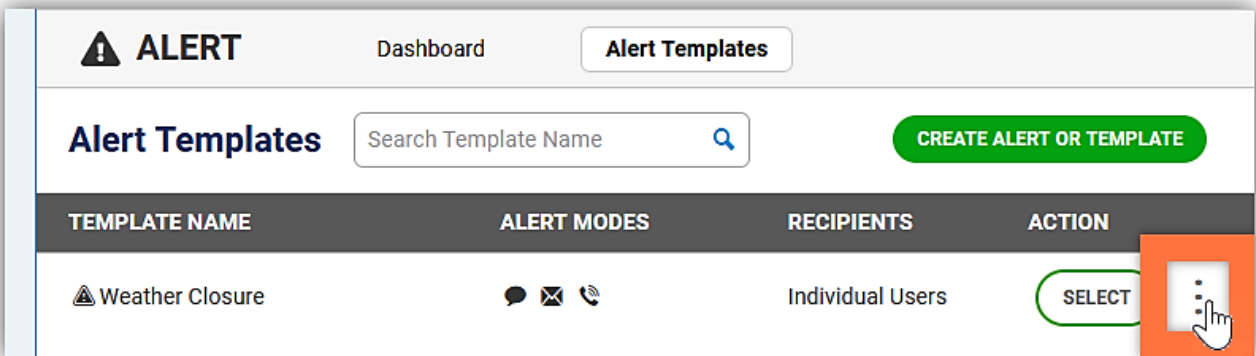 ALERT
Dashboard
Alert Templates
Alert Templates
Search Template Name
CREATE ALERT OR TEMPLATE
TEMPLATE NAME
ALERT MODES
RECIPIENTS
ACTION
Weather Closure
Individual Users
SELECT